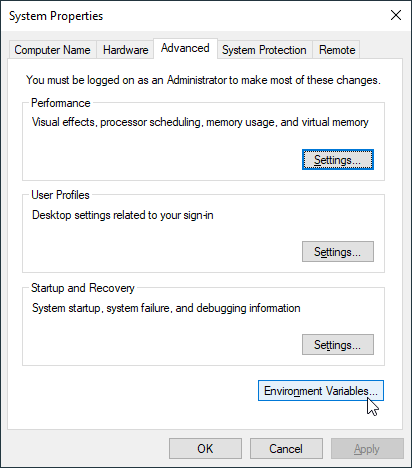 System Properties
Computer Name
Hardware
Advanced
System Protection
Remote
You must be logged on as an Administrator to make most of these changes.
Performance
Visual effects, processor scheduling, memory usage, and virtual memory
Settings...
User Profiles
Desktop settings related to your sign-in
Settings...
Startup and Recovery
System startup, system failure, and debugging information
Settings...
Environment Variables...
OK
Cancel
Apply